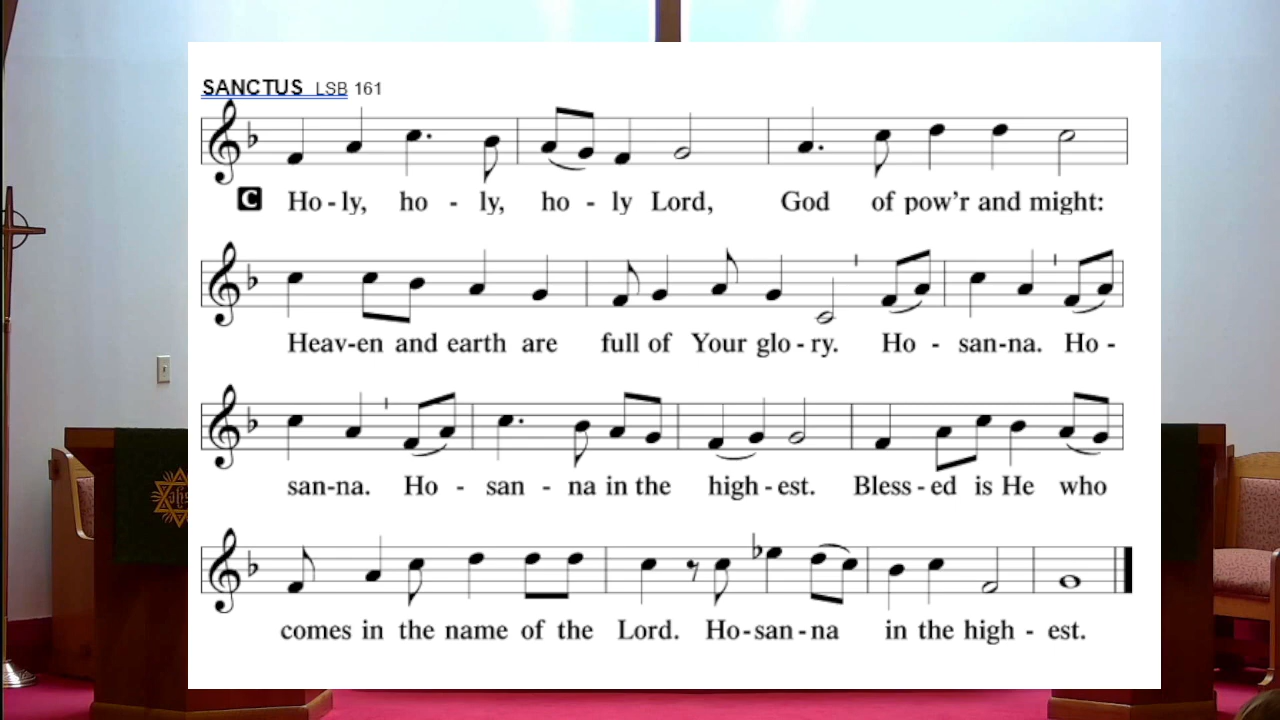 SANCTUS LSB 161
C Ho - ly, ho - ly, ho - ly Lord, God of pow’r and might:
Heav-en and earth are full of Your glo - ry. Ho - san-na. Ho -
san-na. Ho - san - na in the high - est. Bless - ed is He who
comes in the name of the Lord. Ho-san-na in the high - est.
ihs